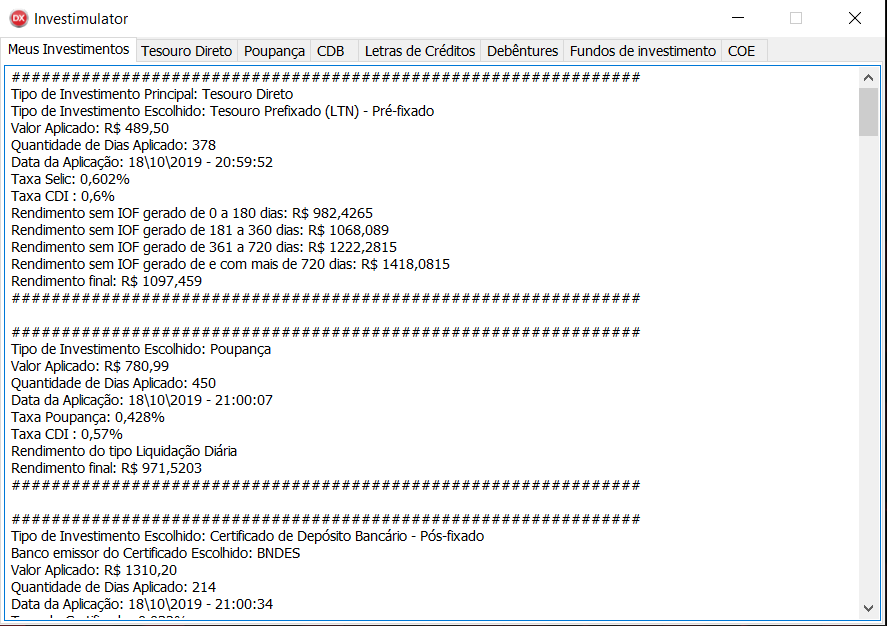 DX Investimulator
Meus Investimentos Tesouro Direto Poupança CDB Letras de Créditos Debêntures Fundos de investimento COE
###############################################################
Tipo de Investimento Principal: Tesouro Direto
Tipo de Investimento Escolhido: Tesouro Prefixado (LTN) - Pré-fixado
Valor Aplicado: R$ 489,50
Quantidade de Dias Aplicado: 378
Data da Aplicação: 18\10\2019 - 20:59:52
Taxa Selic: 0,602%
Taxa CDI : 0,6%
Rendimento sem IOF gerado de 0 a 180 dias: R$ 982,4265
Rendimento sem IOF gerado de 181 a 360 dias: R$ 1068,089
Rendimento sem IOF gerado de 361 a 720 dias: R$ 1222,2815
Rendimento sem IOF gerado de e com mais de 720 dias: R$ 1418,0815
Rendimento final: R$ 1097,459
###############################################################
###############################################################
Tipo de Investimento Escolhido: Poupança
Valor Aplicado: R$ 780,99
Quantidade de Dias Aplicado: 450
Data da Aplicação: 18\10\2019 - 21:00:07
Taxa Poupança: 0,428%
Taxa CDI : 0,57%
Rendimento do tipo Liquidação Diária
Rendimento final: R$ 971,5203
###############################################################
###############################################################
Tipo de Investimento Escolhido: Certificado de Depósito Bancário - Pós-fixado
Banco emissor do Certificado Escolhido: BNDES
Valor Aplicado: R$ 1310,20
Quantidade de Dias Aplicado: 214
Data da Aplicação: 18\10\2019 - 21:00:34